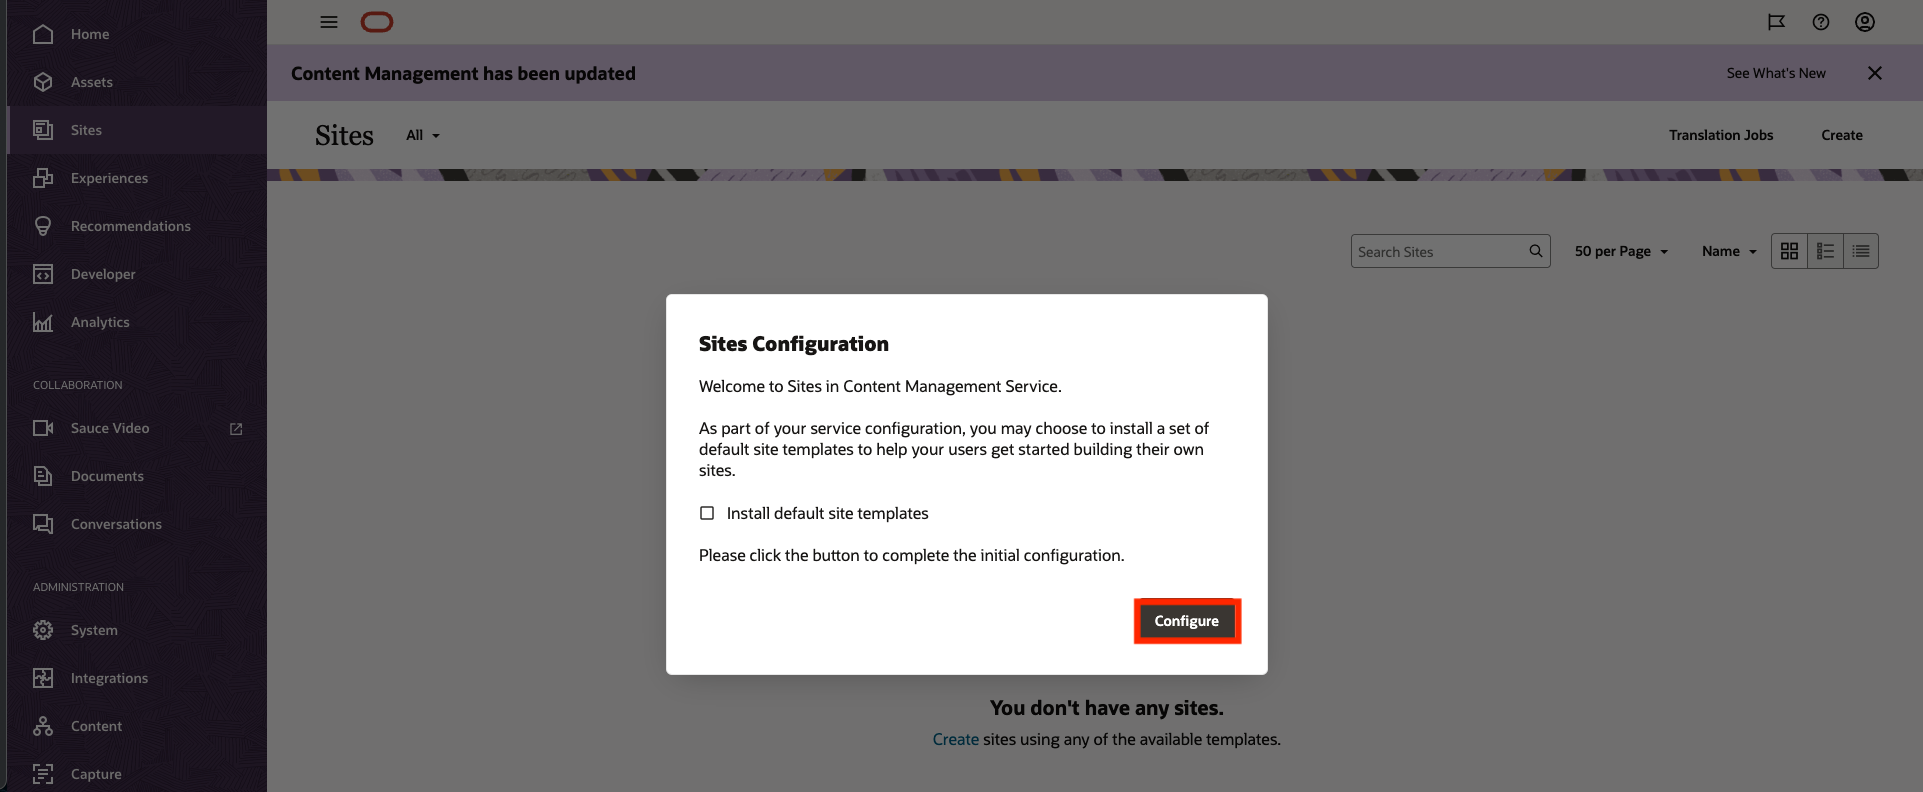 Home
Assets
Sites
Experiences
Recommendations
Developer
Analytics
COLLABORATION
Sauce Video
Documents
Conversations
ADMINISTRATION
System
Integrations
Content
Capture
Content Management has been updated
See What's New
Sites All
Translation Jobs
Create
Search Sites
50 per Page
Name
Sites Configuration
Welcome to Sites in Content Management Service.
As part of your service configuration, you may choose to install a set of
default site templates to help your users get started building their own
sites.
Install default site templates
Please click the button to complete the initial configuration.
Configure
You don't have any sites.
Create sites using any of the available templates.